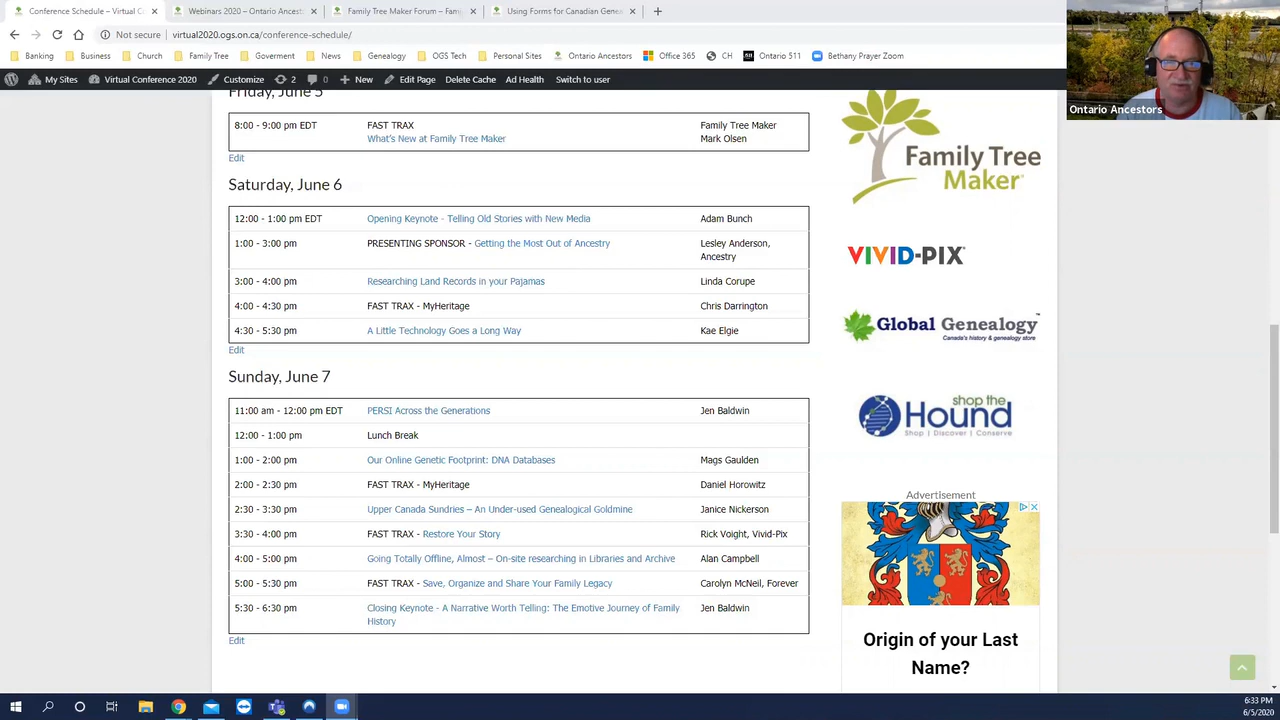 Conference Schedule – Virtual C
Webinars 2020 – Ontario Ancest
Family Tree Maker Forum – Fam
Using Forms for Canadian Gene
Not secure | virtual2020.ogs.on.ca/conference-schedule/
Banking Business Church Family Tree Goverment News Genealogy OGS Tech Personal Sites Ontario Ancestors Office 365 CH Ontario 511 Bethany Prayer Zoom
My Sites Virtual Conference 2020 Customize 2 0 New Edit Page Delete Cache Ad Health Switch to user
Ontario Ancestors
Friday, June 5
8:00 - 9:00 pm EDT FAST TRAX Family Tree Maker
What's New at Family Tree Maker Mark Olsen
Edit
Saturday, June 6
12:00 - 1:00 pm EDT Opening Keynote - Telling Old Stories with New Media Adam Bunch
1:00 - 3:00 pm PRESENTING SPONSOR - Getting the Most Out of Ancestry Lesley Anderson,
Ancestry
3:00 - 4:00 pm Researching Land Records in your Pajamas Linda Corupe
4:00 - 4:30 pm FAST TRAX - MyHeritage Chris Darrington
4:30 - 5:30 pm A Little Technology Goes a Long Way Kae Elgie
Edit
Sunday, June 7
11:00 am - 12:00 pm EDT PERSI Across the Generations Jen Baldwin
12:00 - 1:00 pm Lunch Break
1:00 - 2:00 pm Our Online Genetic Footprint: DNA Databases Mags Gaulden
2:00 - 2:30 pm FAST TRAX - MyHeritage Daniel Horowitz
2:30 - 3:30 pm Upper Canada Sundries – An Under-used Genealogical Goldmine Janice Nickerson
3:30 - 4:00 pm FAST TRAX - Restore Your Story Rick Voight, Vivid-Pix
4:00 - 5:00 pm Going Totally Offline, Almost – On-site researching in Libraries and Archive Alan Campbell
5:00 - 5:30 pm FAST TRAX - Save, Organize and Share Your Family Legacy Carolyn McNeil, Forever
5:30 - 6:30 pm Closing Keynote - A Narrative Worth Telling: The Emotive Journey of Family Jen Baldwin
History
Edit
Family Tree
Maker
VIVID-PIX
Global Genealogy
Canada's history & genealogy store
shop the
Hound
Shop | Discover | Conserve
Advertisement
Origin of your Last
Name?
6:33 PM
6/5/2020